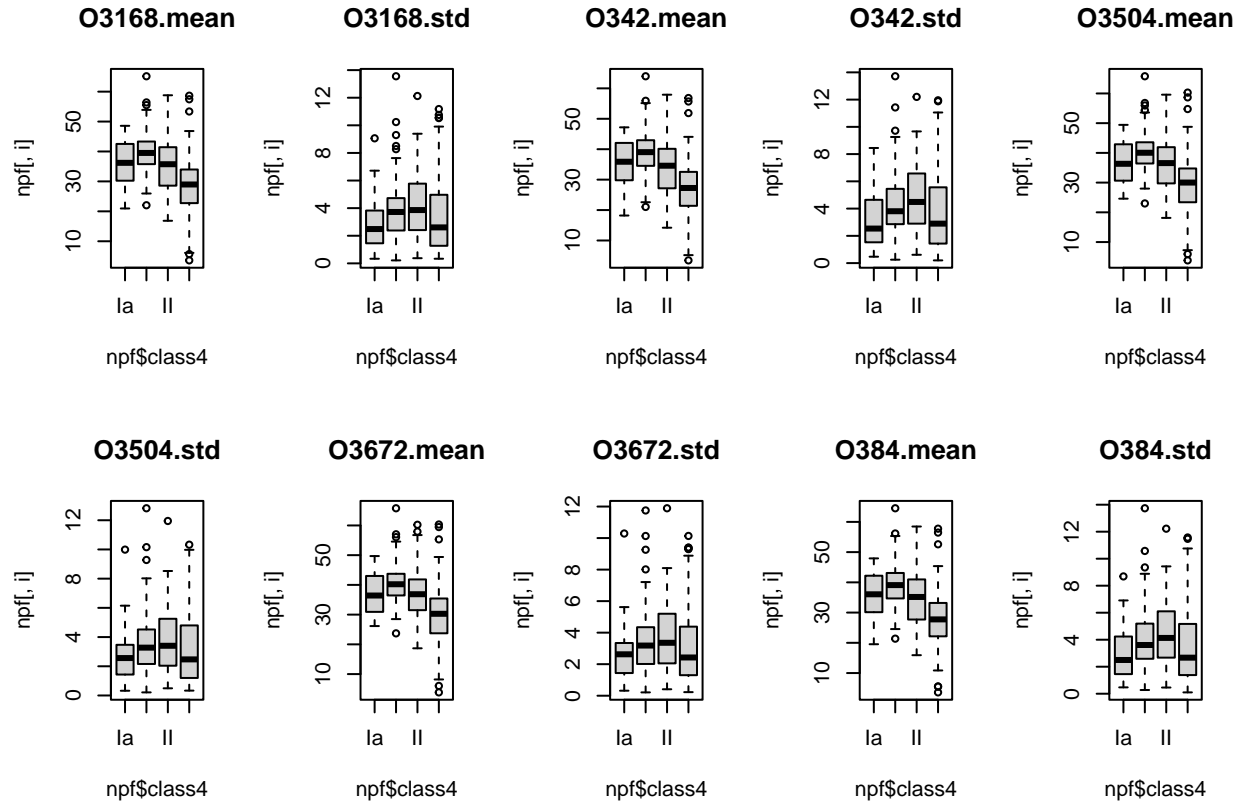 O3168.mean
npf[, i]
10 30 50
Ia II
npf$class4
O3168.std
npf[, i]
0 4 8 12
Ia II
npf$class4
O342.mean
npf[, i]
10 30 50
Ia II
npf$class4
O342.std
npf[, i]
0 4 8 12
Ia II
npf$class4
O3504.mean
npf[, i]
10 30 50
Ia II
npf$class4
O3504.std
npf[, i]
0 4 8 12
Ia II
npf$class4
O3672.mean
npf[, i]
10 30 50
Ia II
npf$class4
O3672.std
npf[, i]
0 2 4 6 8 12
Ia II
npf$class4
O384.mean
npf[, i]
10 30 50
Ia II
npf$class4
O384.std
npf[, i]
0 4 8 12
Ia II
npf$class4